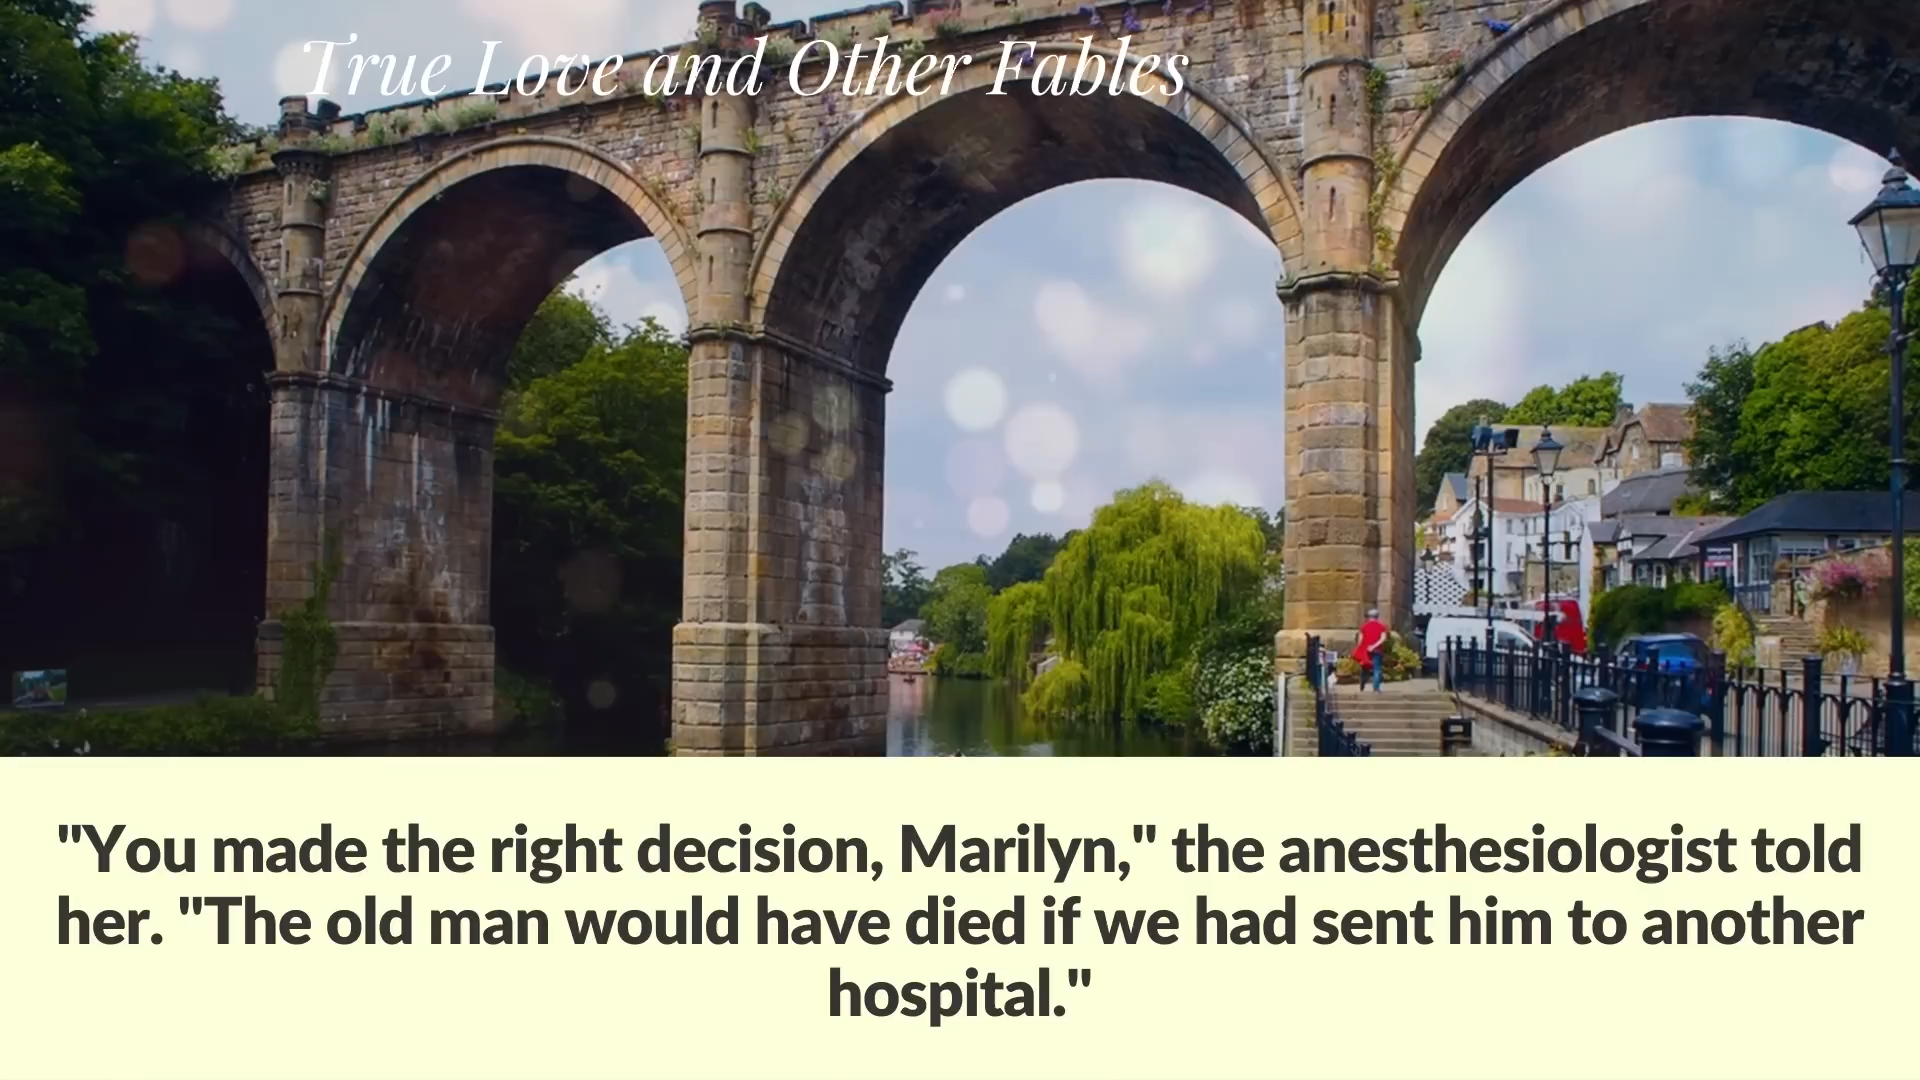 True Love and Other Fables
"You made the right decision, Marilyn," the anesthesiologist told
her. "The old man would have died if we had sent him to another
hospital."